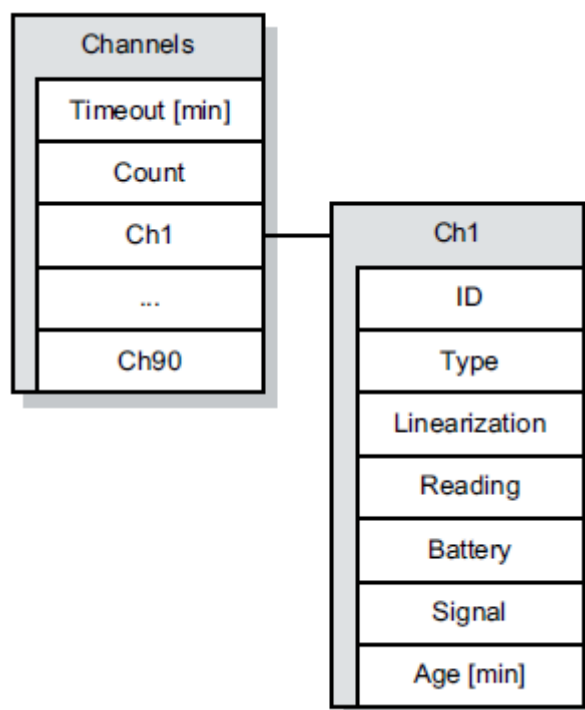 Channels
Timeout [min]
Count
Ch1
...
Ch90
Ch1
ID
Type
Linearization
Reading
Battery
Signal
Age [min]